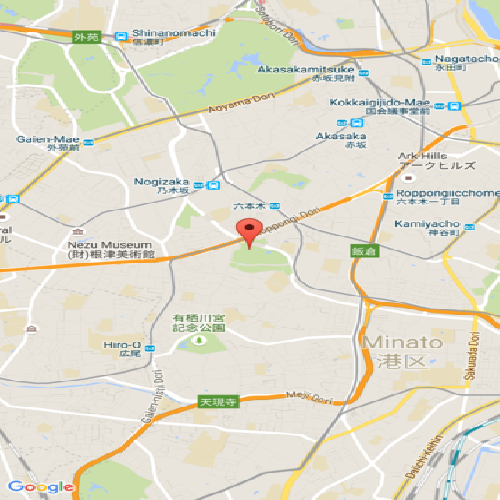 外苑
Shinanomachi
信濃町
Sotobori Dori
Nagatacho
永田町
Akasakamitsuke
赤坂見附
Kokkaigijido-Mae
国会議事堂前
Aoyama Dori
Akasaka
赤坂
Gaien-Mae
外苑前
Ark Hills
アークヒルズ
Nogizaka
乃木坂
Roppongiicchome
六本木一丁目
六本木
Roppongi Dori
Kamiyacho
神谷町
ral
ル
Nezu Museum
(財)根津美術館
飯倉
有栖川宮
記念公園
Hiro-O
広尾
Minato
港区
Sakurada Dori
Gaien-nishi Dori
天現寺
Meiji Dori
Daiichi-Keihin
Google